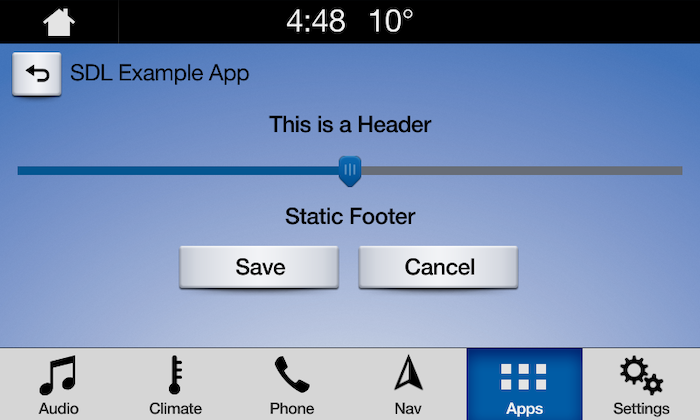 4:48 10°
SDL Example App
This is a Header
Static Footer
Save Cancel
Audio Climate Phone Nav Apps Settings